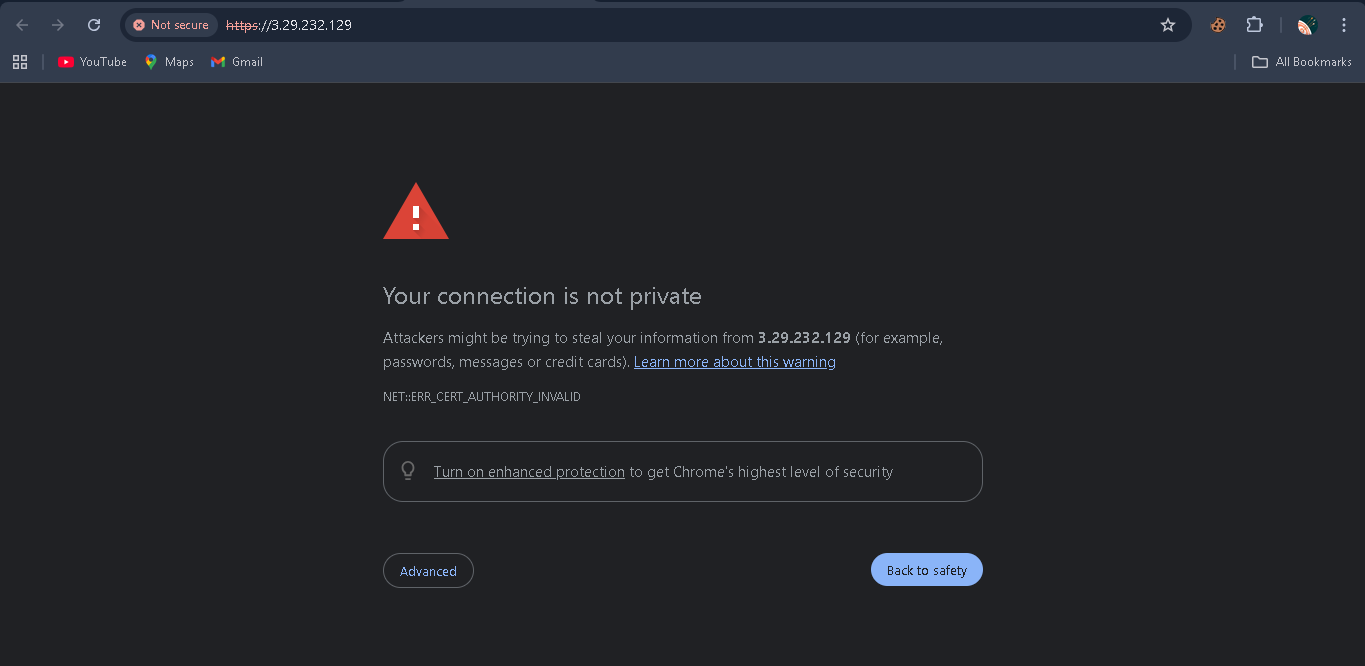 Not secure https://3.29.232.129
YouTube Maps Gmail All Bookmarks
Your connection is not private
Attackers might be trying to steal your information from 3.29.232.129 (for example,
passwords, messages or credit cards). Learn more about this warning
NET::ERR_CERT_AUTHORITY_INVALID
Turn on enhanced protection to get Chrome's highest level of security
Advanced Back to safety